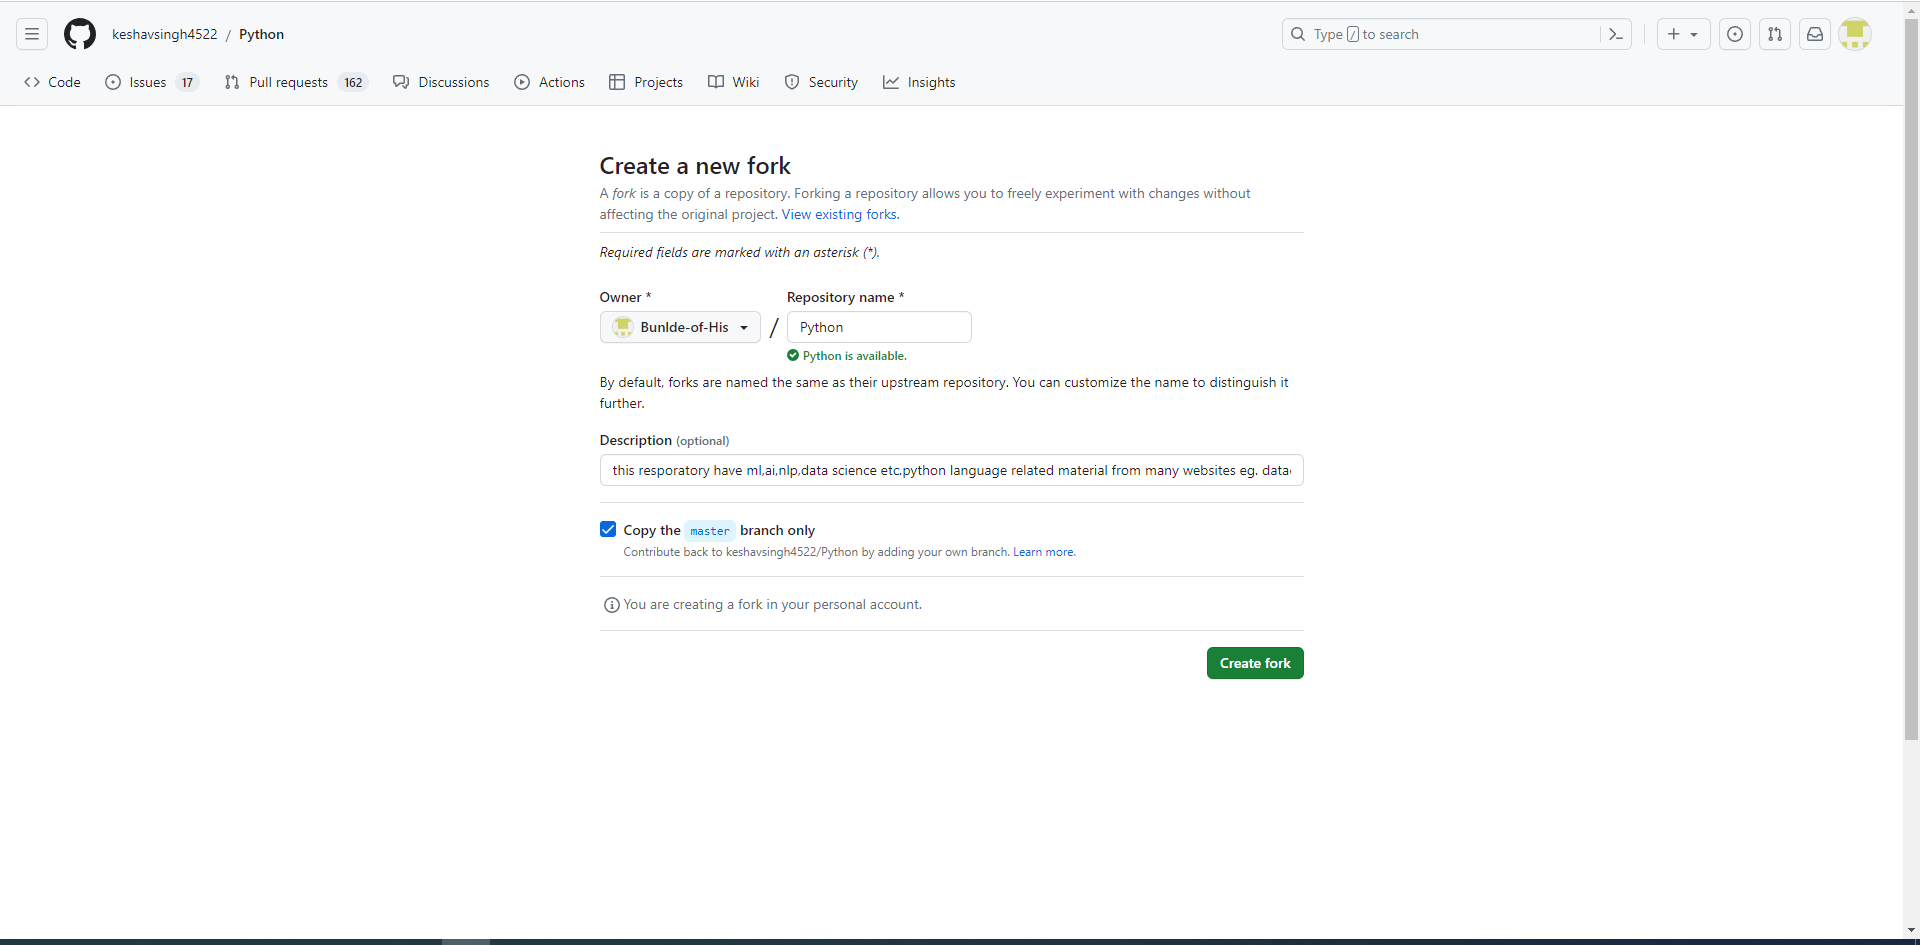 keshavsingh4522 / Python
Type / to search
Code Issues 17 Pull requests 162 Discussions Actions Projects Wiki Security Insights
Create a new fork
A fork is a copy of a repository. Forking a repository allows you to freely experiment with changes without
affecting the original project. View existing forks.
Required fields are marked with an asterisk (*).
Owner * Repository name *
Bunlde-of-His / Python
Python is available.
By default, forks are named the same as their upstream repository. You can customize the name to distinguish it
further.
Description (optional)
this resporatory have ml,ai,nlp,data science etc.python language related material from many websites eg. data
Copy the master branch only
Contribute back to keshavsingh4522/Python by adding your own branch. Learn more.
You are creating a fork in your personal account.
Create fork